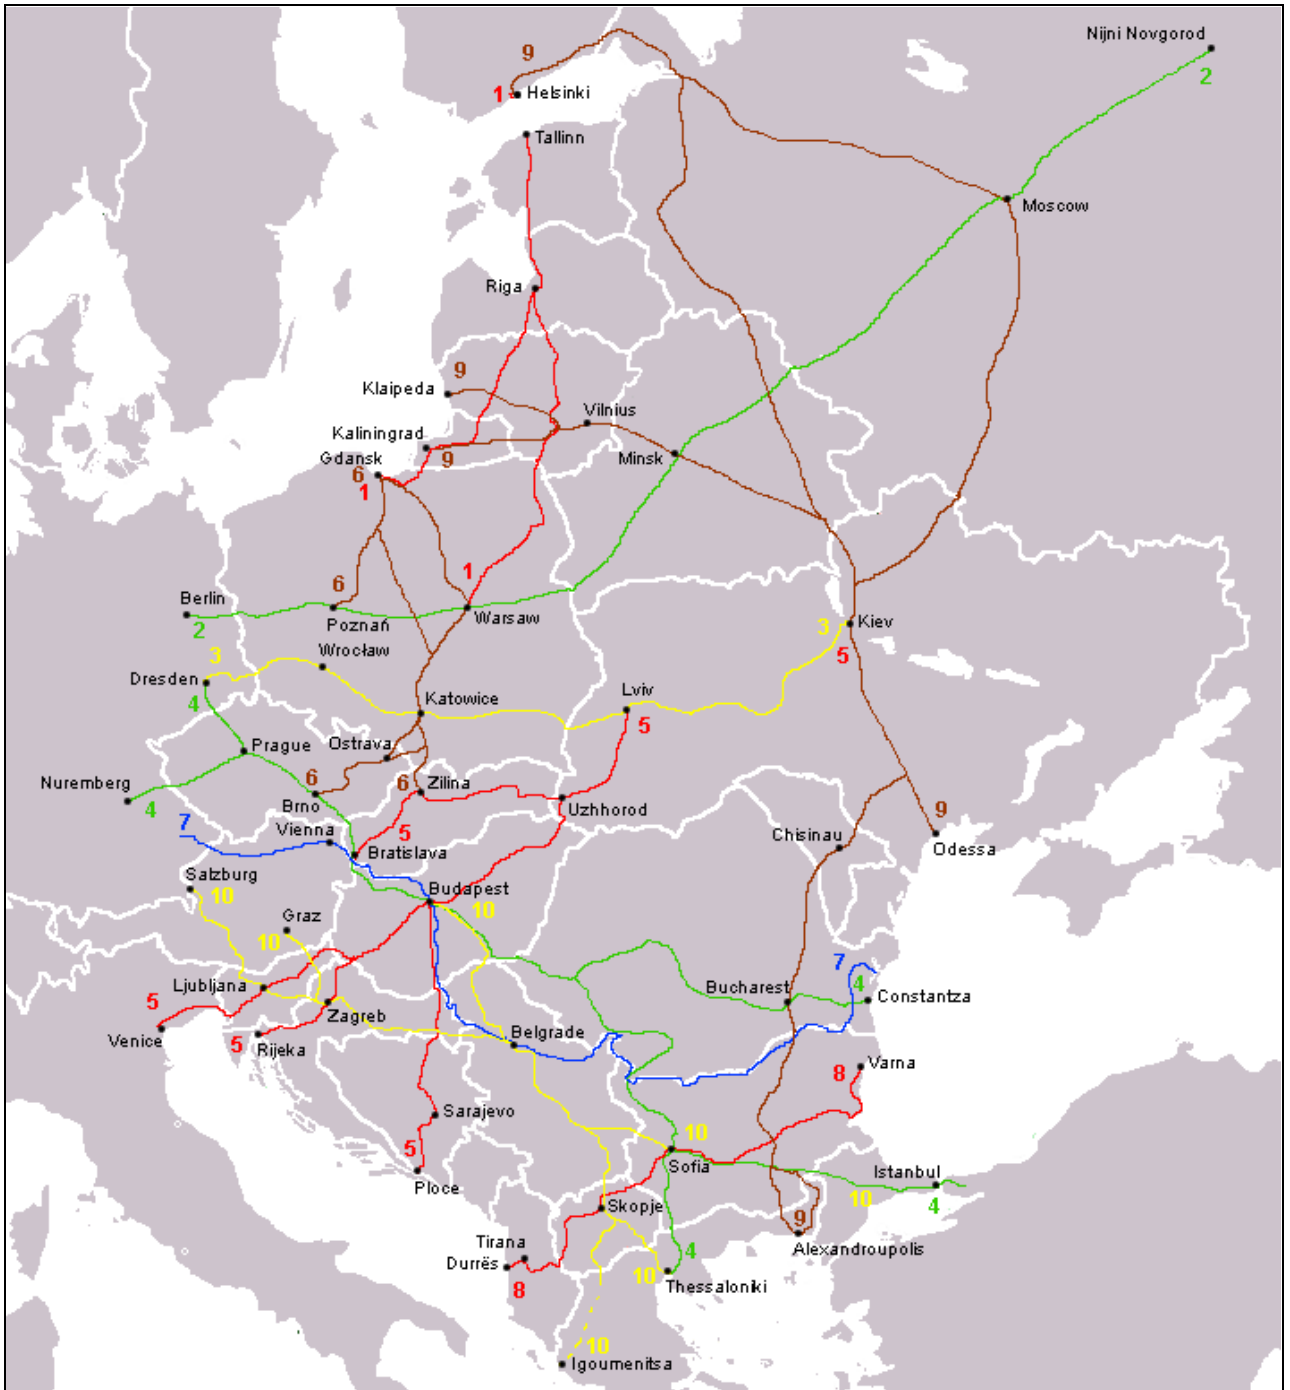 Nijni Novgorod
9
2
1
Helsinki
Tallinn
Moscow
Riga
9
Klaipeda
Vilnius
Kaliningrad
Gdansk
9
Minsk
6
1
1
6
Berlin
2
Poznań
Warsaw
Kiev
3
Wrocław
3
5
Dresden
4
Lviv
Katowice
5
Prague
Ostrava
Nuremberg
6
6
Zilina
4
Brno
Uzhhorod
7
Vienna
5
9
Chisinau
Odessa
Bratislava
Salzburg
10
Budapest
10
Graz
10
7
Ljubljana
Bucharest
4
Constantza
5
Zagreb
Venice
5
Rijeka
Belgrade
Varna
8
Sarajevo
10
5
Sofia
Ploce
Istanbul
10
4
Skopje
9
Tirana
Alexandroupolis
Durrës
4
10
Thessaloniki
8
10
Igoumenitsa